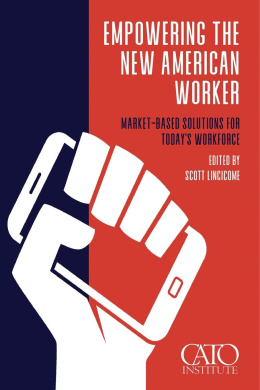 EMPOWERING THE
NEW AMERICAN
WORKER
MARKET-BASED SOLUTIONS FOR
TODAY'S WORKFORCE
EDITED BY
SCOTT LINCICOME
CATO
INSTITUTE